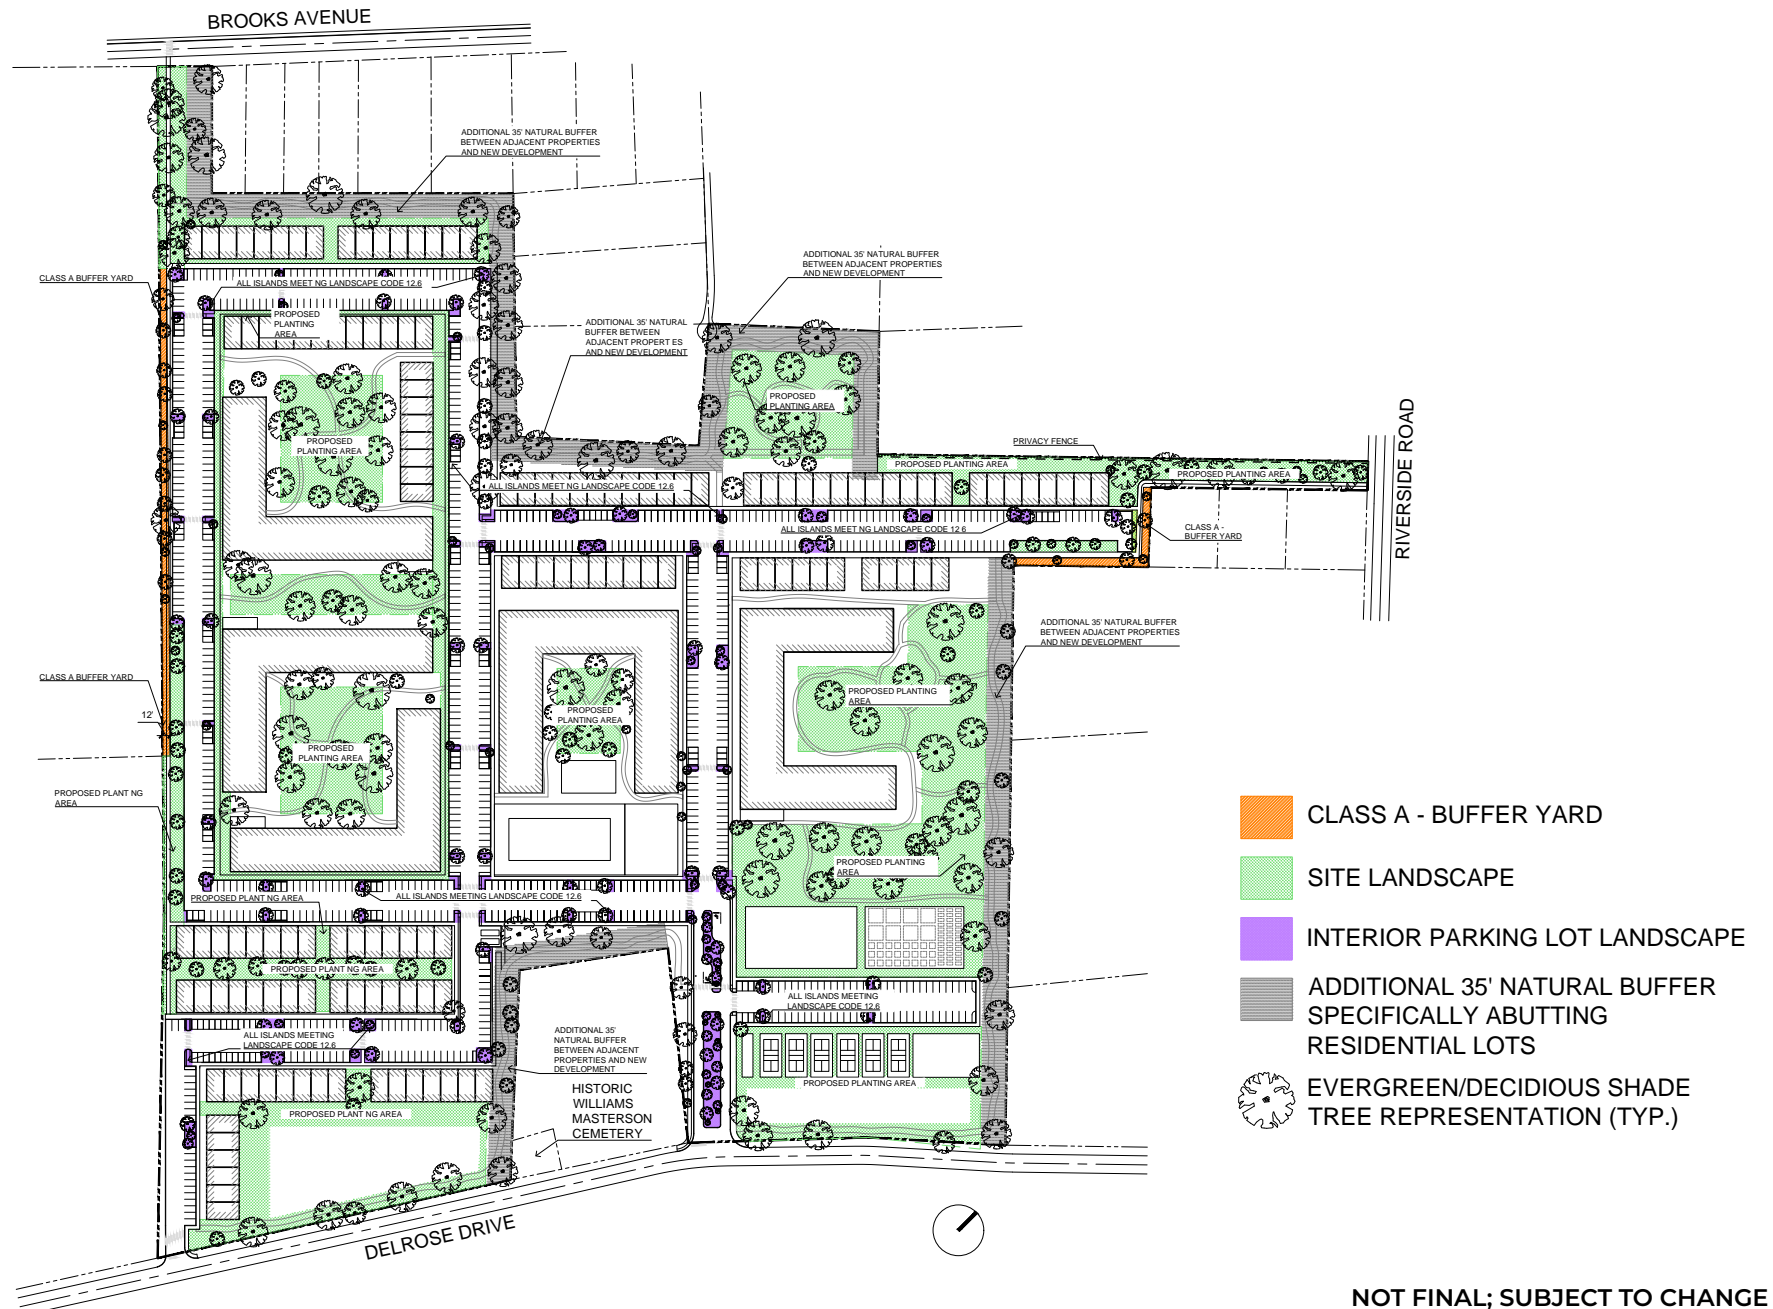 BROOKS AVENUE
ADDITIONAL 35' NATURAL BUFFER
BETWEEN ADJACENT PROPERTIES
AND NEW DEVELOPMENT
ADDITIONAL 35' NATURAL BUFFER
BETWEEN ADJACENT PROPERTIES
AND NEW DEVELOPMENT
CLASS A BUFFER YARD
ALL ISLANDS MEET NG LANDSCAPE CODE 12.6
PROPOSED
PLANTING
AREA
ADDITIONAL 35' NATURAL
BUFFER BETWEEN
ADJACENT PROPERT ES
AND NEW DEVELOPMENT
PROPOSED
PLANTING AREA
RIVERSIDE ROAD
PROPOSED
PLANTING AREA
PRIVACY FENCE
PROPOSED PLANTING AREA
PROPOSED PLANTING AREA
ALL ISLANDS MEET NG LANDSCAPE CODE 12.6
ALL ISLANDS MEET NG LANDSCAPE CODE 12 6
CLASS A -
BUFFER YARD
ADDITIONAL 35' NATURAL BUFFER
BETWEEN ADJACENT PROPERTIES
AND NEW DEVELOPMENT
CLASS A BUFFER YARD
12'
PROPOSED PLANTING
AREA
PROPOSED
PLANTING AREA
PROPOSED
PLANTING AREA
PROPOSED PLANT NG
AREA
PROPOSED PLANTING
AREA
ALL ISLANDS MEETING LANDSCAPE CODE 12.6
PROPOSED PLANT NG AREA
PROPOSED PLANT NG AREA
ALL ISLANDS MEETING
LANDSCAPE CODE 12.6
ALL ISLANDS MEETING
LANDSCAPE CODE 12.6
ADDITIONAL 35'
NATURAL BUFFER
BETWEEN ADJACENT
PROPERTIES AND NEW
DEVELOPMENT
PROPOSED PLANTING AREA
HISTORIC
WILLIAMS
MASTERSON
CEMETERY
PROPOSED PLANT NG AREA
DELROSE DRIVE
CLASS A - BUFFER YARD
SITE LANDSCAPE
INTERIOR PARKING LOT LANDSCAPE
ADDITIONAL 35' NATURAL BUFFER
SPECIFICALLY ABUTTING
RESIDENTIAL LOTS
EVERGREEN/DECIDIOUS SHADE
TREE REPRESENTATION (TYP.)
NOT FINAL; SUBJECT TO CHANGE